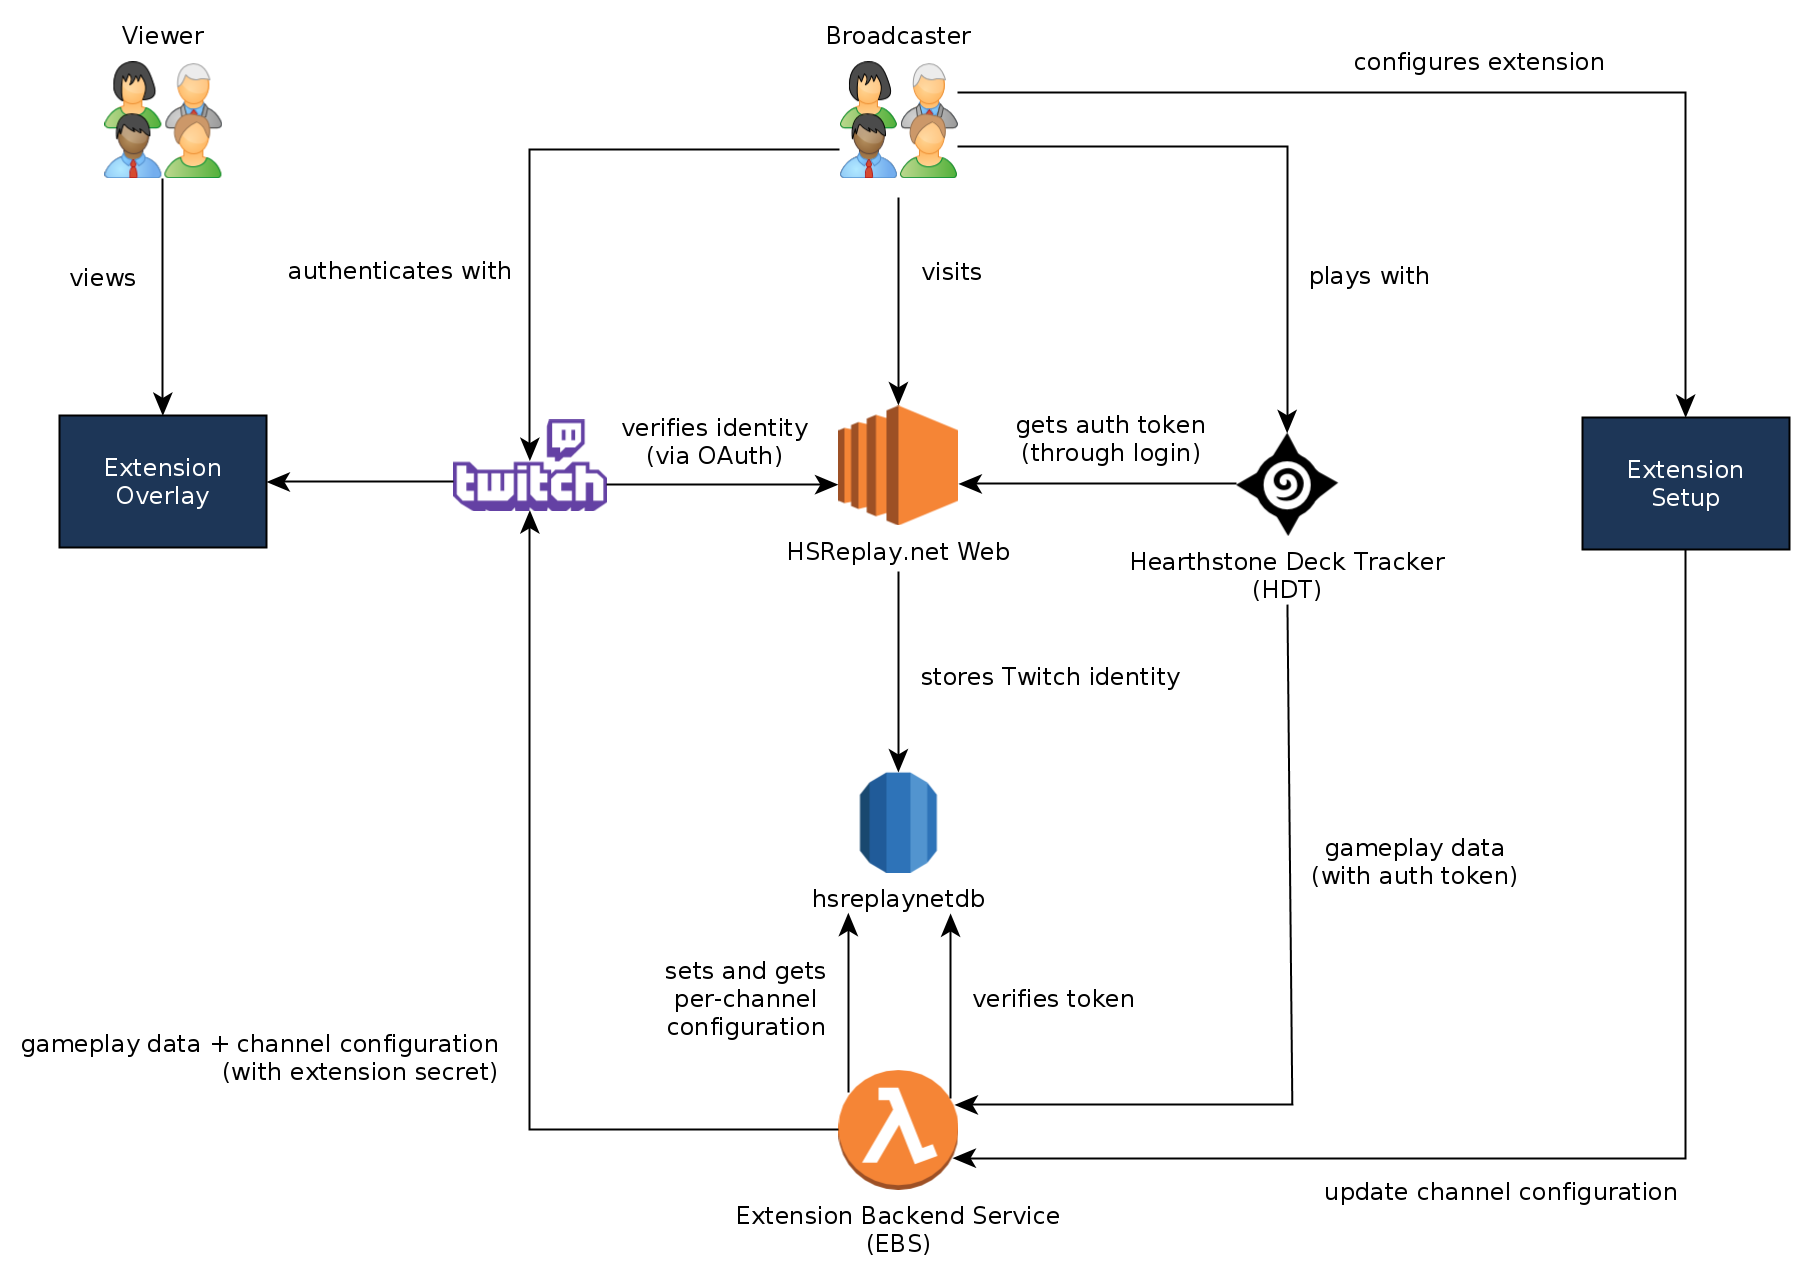 Viewer
Broadcaster
configures extension
views
authenticates with
visits
plays with
Extension
Overlay
twitch
verifies identity
(via OAuth)
gets auth token
(through login)
Extension
Setup
HSReplay.net Web
Hearthstone Deck Tracker
(HDT)
stores Twitch identity
gameplay data
(with auth token)
hsreplaynetdb
sets and gets
per-channel
configuration
verifies token
gameplay data + channel configuration
(with extension secret)
λ
update channel configuration
Extension Backend Service
(EBS)